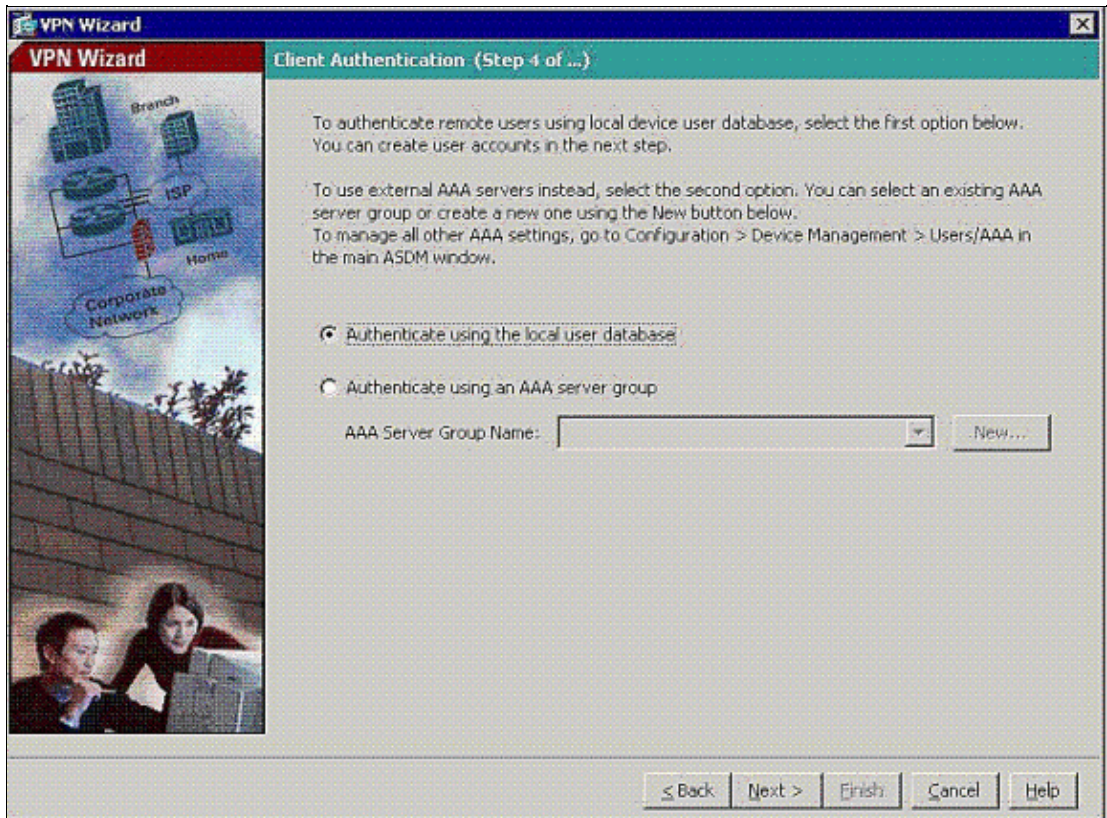 VPN Wizard
VPN Wizard
Client Authentication (Step 4 of ...)
Branch
ISP
Home
Corporate
Network
To authenticate remote users using local device user database, select the first option below.
You can create user accounts in the next step.
To use external AAA servers instead, select the second option. You can select an existing AAA
server group or create a new one using the New button below.
To manage all other AAA settings, go to Configuration > Device Management > Users/AAA in
the main ASDM window.
Authenticate using the local user database
Authenticate using an AAA server group
AAA Server Group Name:
New...
< Back
Next >
Finish
Cancel
Help